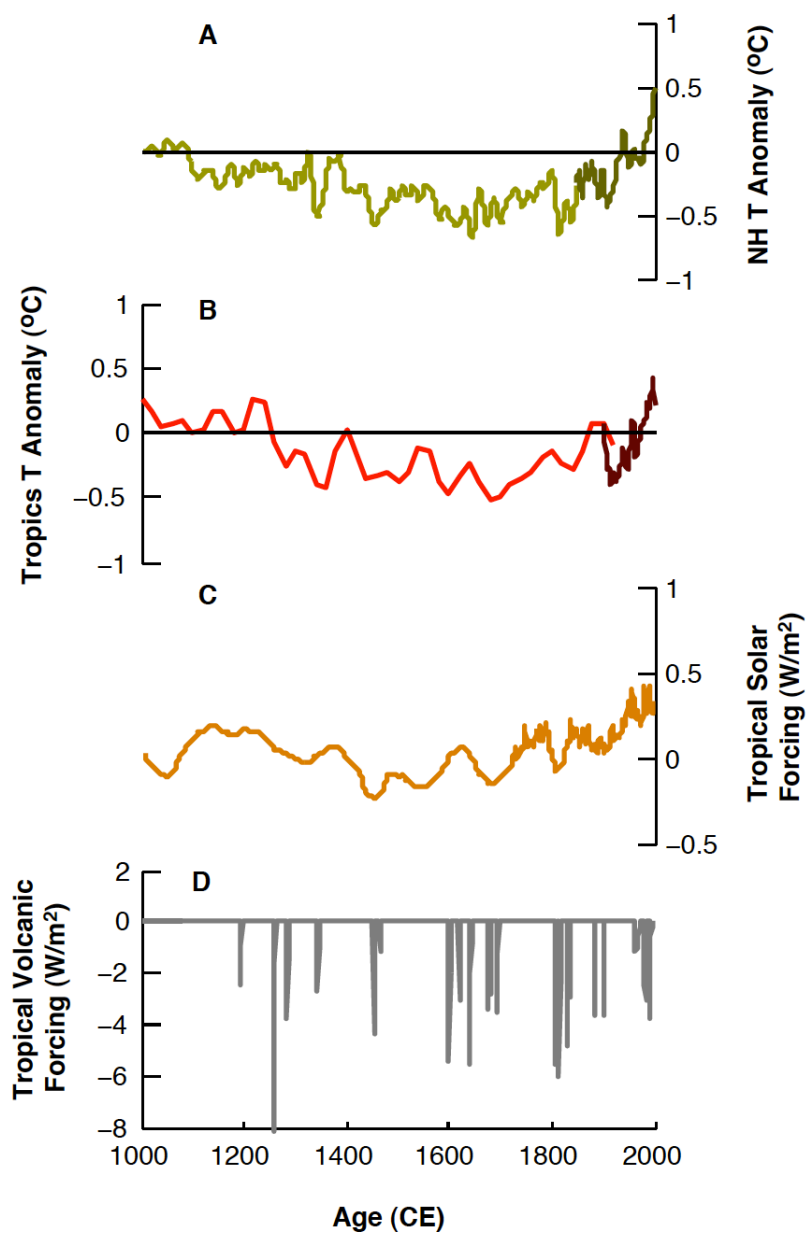 A
1
0.5
0
−0.5
−1
NH T Anomaly (ºC)
B
1
0.5
0
−0.5
−1
Tropics T Anomaly (ºC)
C
1
0.5
0
−0.5
Tropical Solar
Forcing (W/m²)
D
2
0
−2
−4
−6
−8
Tropical Volcanic
Forcing (W/m²)
1000 1200 1400 1600 1800 2000
Age (CE)